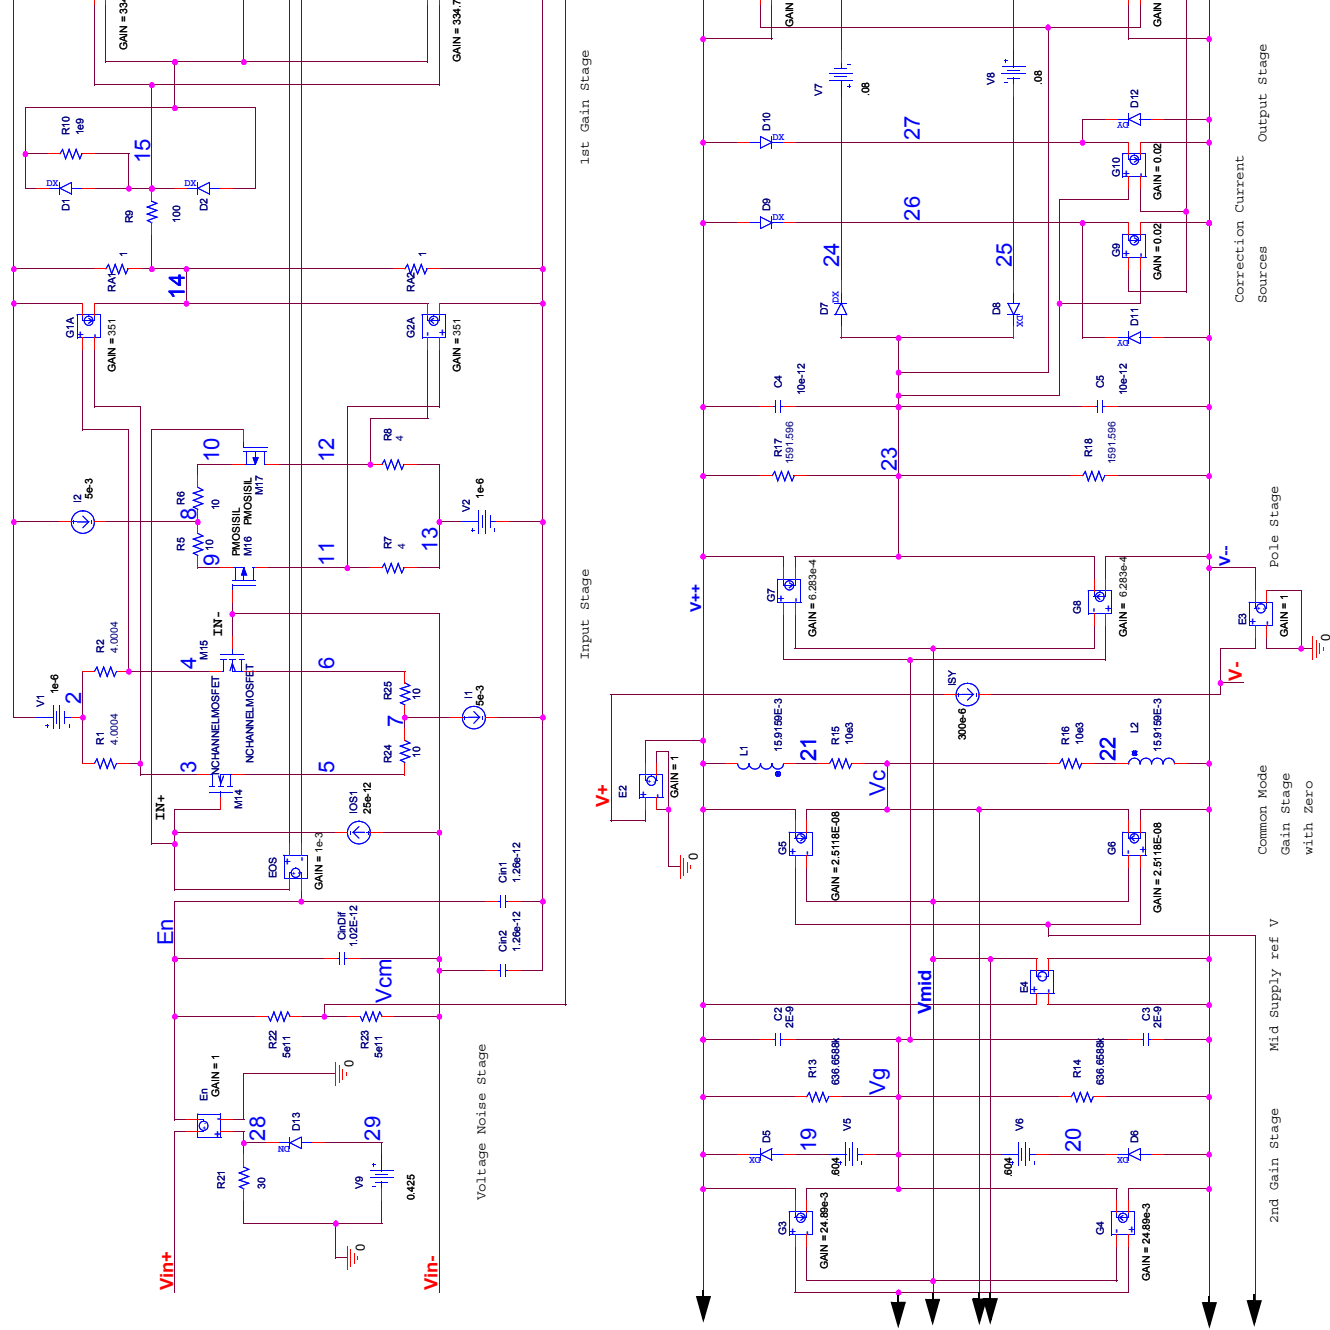 GAIN = 334.7
R10
1e9
15
DX
D1
DX
D2
R9
100
1st Gain Stage
RA1
1
RA2
1
14
G1A
GAIN = 351
G2A
GAIN = 351
10
12
R8
4
I2
5e-3
R6
10
8
PMOSISIL
M17
V2
1e-6
R5
10
9
PMOSISIL
M16
11
R7
4
13
Input Stage
IN-
V1
1e-6
2
R2
4.0004
4
M15
NCHANNELMOSFET
6
R25
10
R1
4.0004
3
NCHANNELMOSFET
M14
5
7
R24
10
I1
5e-3
IN+
IOS1
25e-12
EOS
GAIN = 1e-3
Cin1
1.26e-12
En
CinDif
1.02E-12
Cin2
1.26e-12
Vcm
R22
5e11
R23
5e11
0
En
GAIN = 1
28
D13
DN
29
R21
30
V9
0.425
Voltage Noise Stage
0
Vin+
Vin-
GAIN
GAIN
V7
.08
V8
.08
D10
DX
27
D12
DX
G10
GAIN = 0.02
Output Stage
D9
DX
26
G9
GAIN = 0.02
Correction Current
Sources
24
25
D7
DX
D8
DX
D11
DX
C4
10e-12
C5
10e-12
R17
1591.596
23
R18
1591.596
Pole Stage
V++
G7
GAIN = 6.283e-4
G8
GAIN = 6.283e-4
V--
E3
GAIN = 1
0
V-
ISY
300e-6
V+
E2
GAIN = 1
0
L1
15.9159E-3
21
R15
10e3
Vc
R16
10e3
22
L2
15.9159E-3
G5
GAIN = 2.5118E-08
G6
GAIN = 2.5118E-08
Common Mode
Gain Stage
with Zero
Vmid
E4
Mid Supply ref V
C2
2E-9
C3
2E-9
R13
636.6588k
Vg
R14
636.6588k
D5
DX
19
V5
.604
V6
.604
20
D6
DX
G3
GAIN = 24.89e-3
G4
GAIN = 24.89e-3
2nd Gain Stage